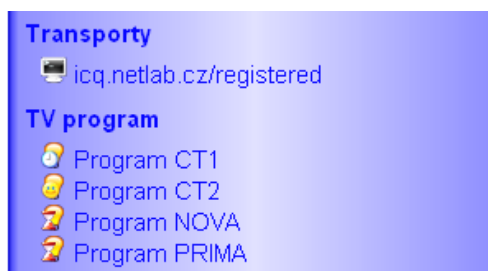 Transporty
icq.netlab.cz/registered
TV program
Program CT1
Program CT2
Program NOVA
Program PRIMA